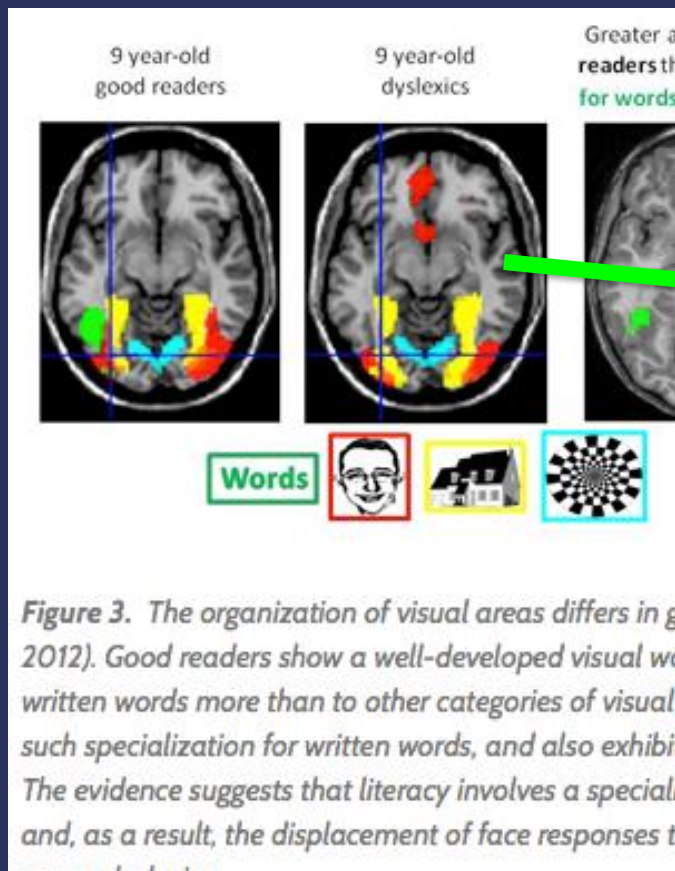 9 year-old
good readers
9 year-old
dyslexics
Greater a
readers th
for words
Words
Figure 3. The organization of visual areas differs in g
2012). Good readers show a well-developed visual wo
written words more than to other categories of visual
such specialization for written words, and also exhibi
The evidence suggests that literacy involves a speciali
and, as a result, the displacement of face responses t